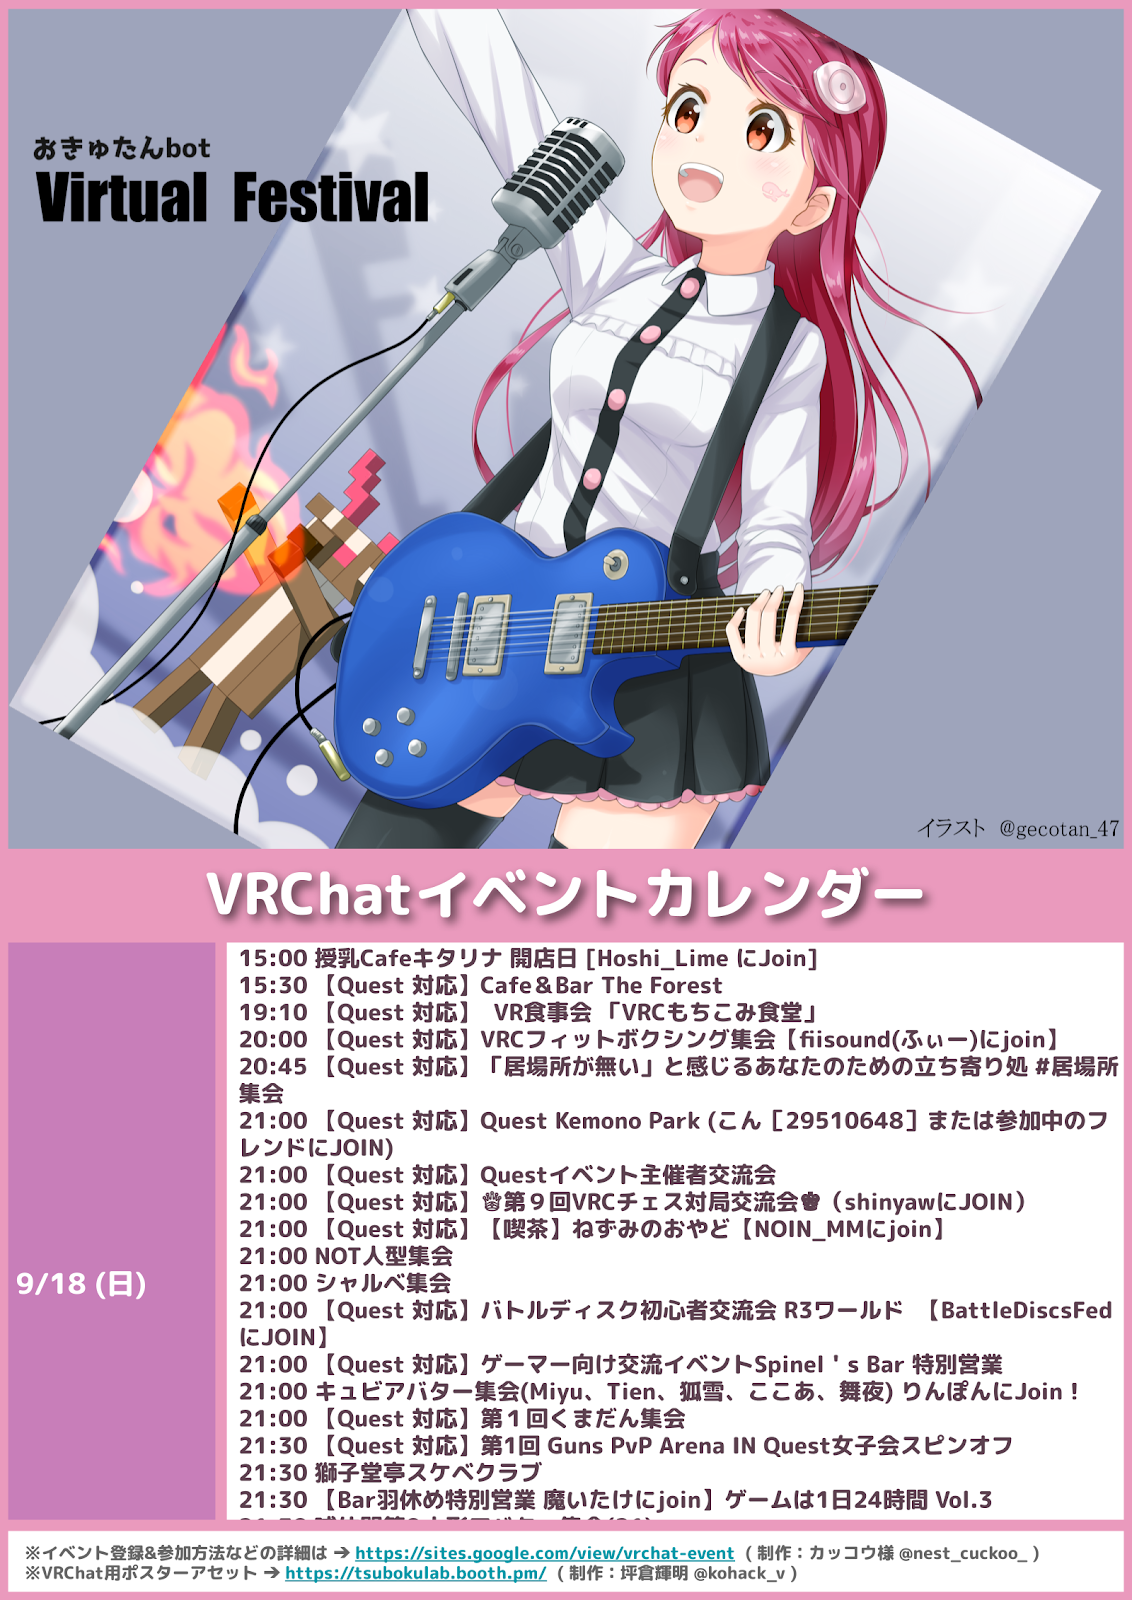 おきゅたんbot
Virtual Festival
イラスト @gecotan_47
VRChatイベントカレンダー
9/18 (日)
15:00 授乳Cafeキタリナ 開店日 [Hoshi_Lime にJoin]
15:30 【Quest 対応】Cafe＆Bar The Forest
19:10 【Quest 対応】 VR食事会 「VRCもちこみ食堂」
20:00 【Quest 対応】VRCフィットボクシング集会【fiisound(ふぃー)にjoin】
20:45 【Quest 対応】「居場所が無い」と感じるあなたのための立ち寄り処 #居場所
集会
21:00 【Quest 対応】Quest Kemono Park (こん［29510648］または参加中のフ
レンドにJOIN)
21:00 【Quest 対応】Questイベント主催者交流会
21:00 【Quest 対応】♕第９回VRCチェス対局交流会♚（shinyawにJOIN）
21:00 【Quest 対応】【喫茶】ねずみのおやど【NOIN_MMにjoin】
21:00 NOT人型集会
21:00 シャルベ集会
21:00 【Quest 対応】バトルディスク初心者交流会 R3ワールド 【BattleDiscsFed
にJOIN】
21:00 【Quest 対応】ゲーマー向け交流イベントSpinel＇s Bar 特別営業
21:00 キュビアバター集会(Miyu、Tien、狐雪、ここあ、舞夜) りんぽんにJoin！
21:00 【Quest 対応】第１回くまだん集会
21:30 【Quest 対応】第1回 Guns PvP Arena IN Quest女子会スピンオフ
21:30 獅子堂亭スケベクラブ
21:30 【Bar羽休め特別営業 魔いたけにjoin】ゲームは1日24時間 Vol.3
※イベント登録&参加方法などの詳細は → https://sites.google.com/view/vrchat-event ( 制作：カッコウ様 @nest_cuckoo_ )
※VRChat用ポスターアセット → https://tsubokulab.booth.pm/ ( 制作：坪倉輝明 @kohack_v )